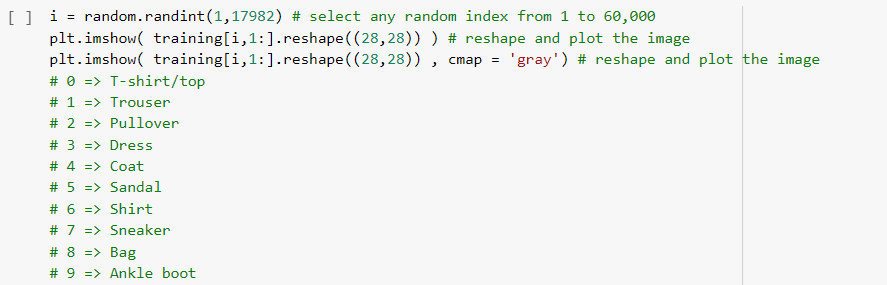 [ ] i = random.randint(1,17982) # select any random index from 1 to 60,000
plt.imshow( training[i,1:].reshape((28,28)) ) # reshape and plot the image
plt.imshow( training[i,1:].reshape((28,28)) , cmap = 'gray') # reshape and plot the image
# 0 => T-shirt/top
# 1 => Trouser
# 2 => Pullover
# 3 => Dress
# 4 => Coat
# 5 => Sandal
# 6 => Shirt
# 7 => Sneaker
# 8 => Bag
# 9 => Ankle boot